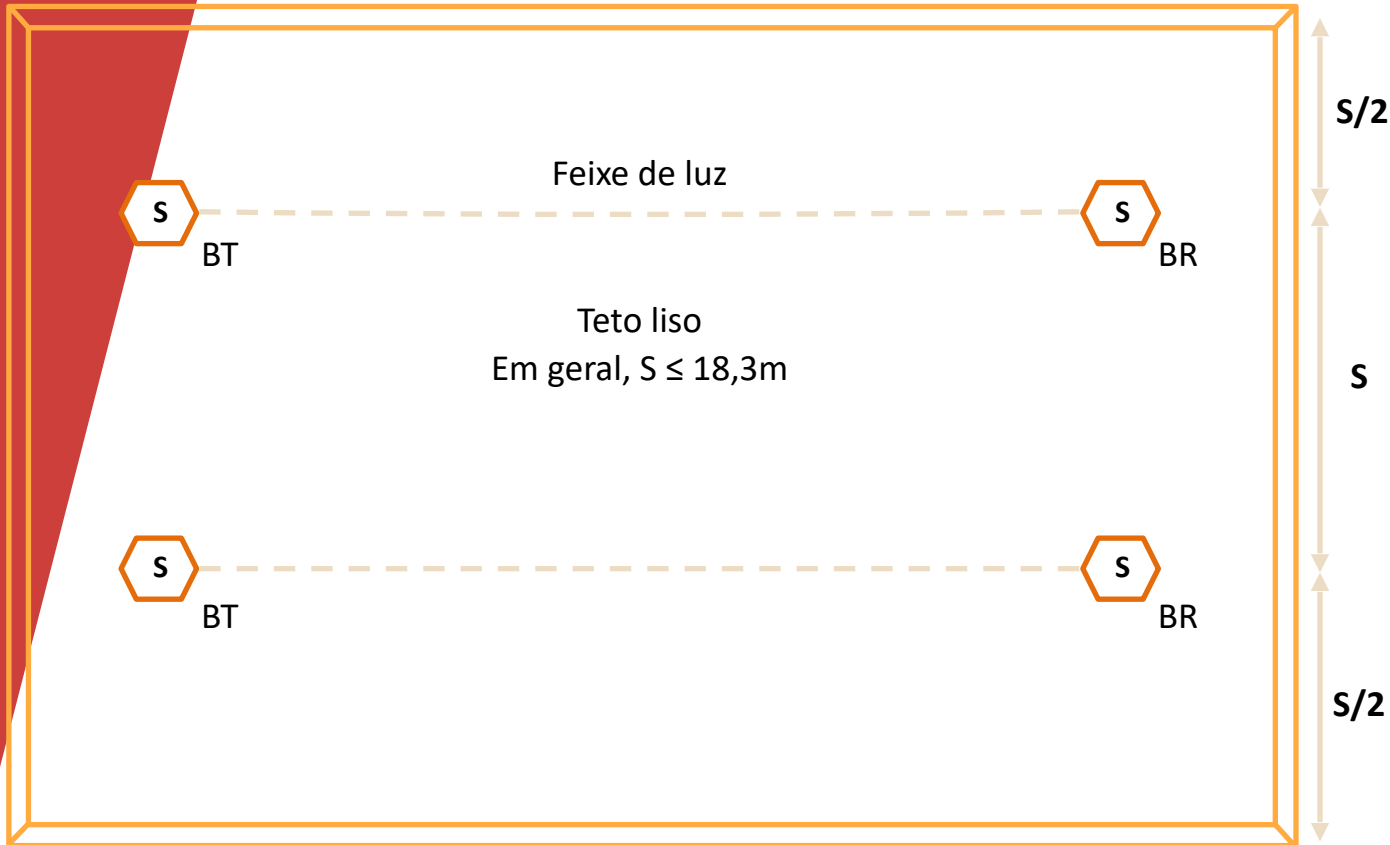 S/2
Feixe de luz
S
S
BT
BR
Teto liso
Em geral, S ≤ 18,3m
S
S
S
BT
BR
S/2